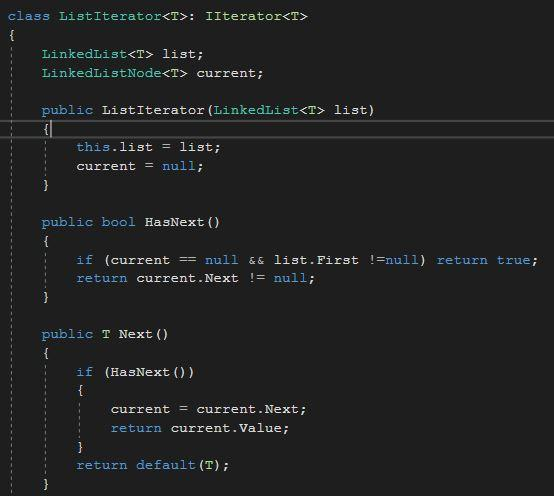 class ListIterator<T>: IIterator<T>
{
LinkedList<T> list;
LinkedListNode<T> current;
public ListIterator(LinkedList<T> list)
{
this.list = list;
current = null;
}
public bool HasNext()
{
if (current == null && list.First !=null) return true;
return current.Next != null;
}
public T Next()
{
if (HasNext())
{
current = current.Next;
return current.Value;
}
return default(T);
}